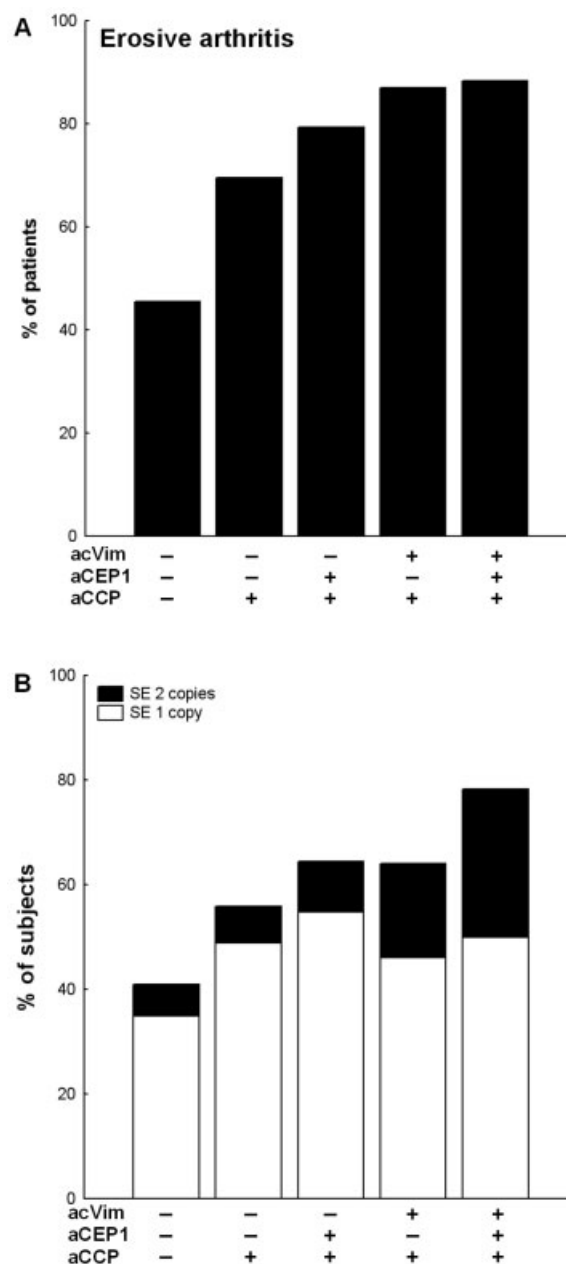 A
Erosive arthritis
100
80
60
40
20
0
% of patients
acVim – – – + +
aCEP1 – – + – +
aCCP – + + + +
B
100
80
60
40
20
0
SE 2 copies
SE 1 copy
% of subjects
acVim – – – + +
aCEP1 – – + – +
aCCP – + + + +